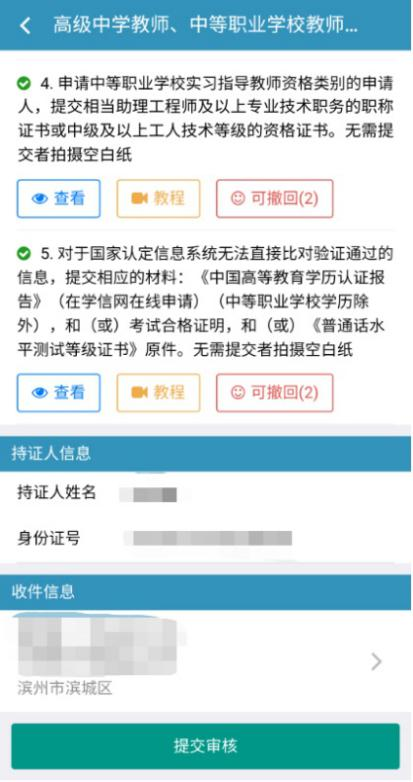 高级中学教师、中等职业学校教师...
4. 申请中等职业学校实习指导教师资格类别的申请
人，提交相当助理工程师及以上专业技术职务的职称
证书或中级及以上工人技术等级的资格证书。无需提
交者拍摄空白纸
查看 教程 可撤回(2)
5. 对于国家认定信息系统无法直接比对验证通过的
信息，提交相应的材料：《中国高等教育学历认证报
告》（在学信网在线申请）（中等职业学校学历除
外），和（或）考试合格证明，和（或）《普通话水
平测试等级证书》原件。无需提交者拍摄空白纸
查看 教程 可撤回(2)
持证人信息
持证人姓名
身份证号
收件信息
滨州市滨城区
提交审核